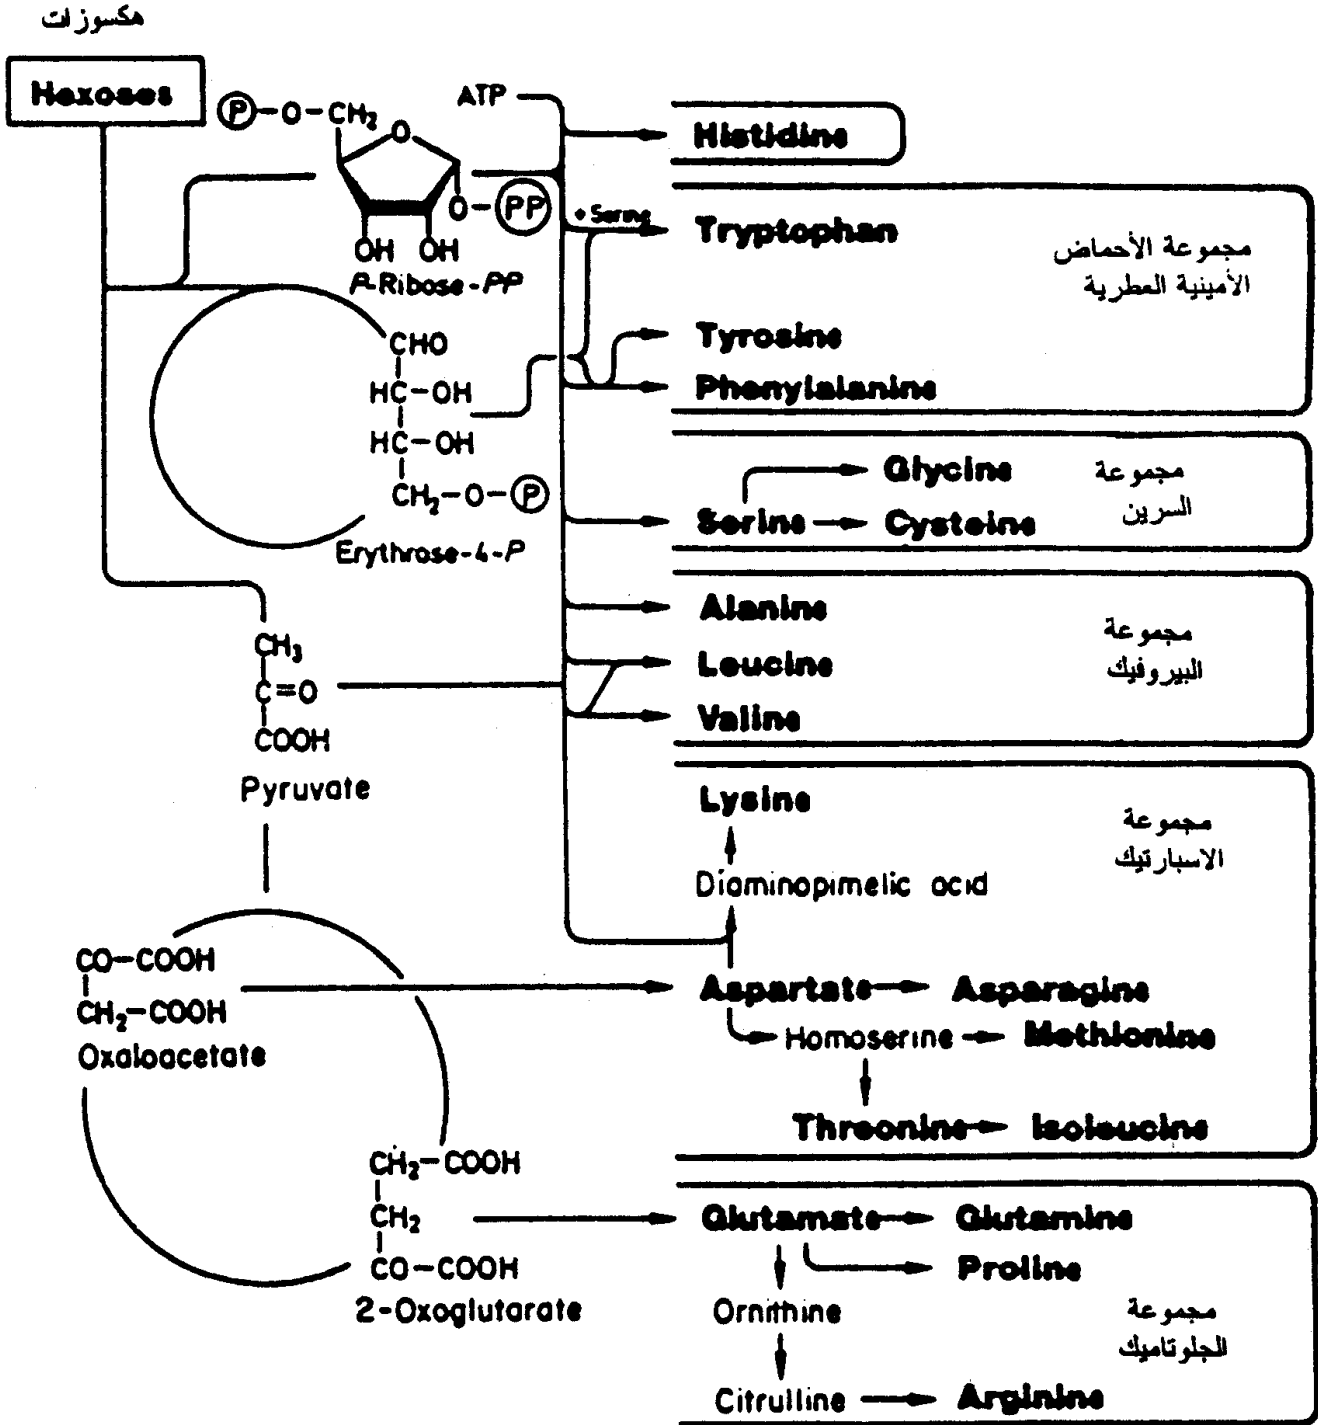 هكسوزات
Hexoses
P-O-CH2
O
O-PP
OH OH
P-Ribose-PP
ATP
Histidine
+ Serine
Tryptophan
مجموعة الأحماض
الأمينية العطرية
Tyrosine
Phenylalanine
CHO
HC-OH
HC-OH
CH2-O-P
Erythrose-4-P
Glycine
مجموعة
السرين
Serine
Cysteine
Alanine
مجموعة
البيروفيك
Leucine
Valine
CH3
C=O
COOH
Pyruvate
Lysine
مجموعة
الاسبارتيك
Diaminopimelic acid
CO-COOH
CH2-COOH
Oxaloacetate
Aspartate
Asparagine
Homoserine
Methionine
Threonine
Isoleucine
CH2-COOH
CH2
CO-COOH
2-Oxoglutarate
Glutamate
Glutamine
Proline
Ornithine
مجموعة
الجلوتاميك
Citrulline
Arginine